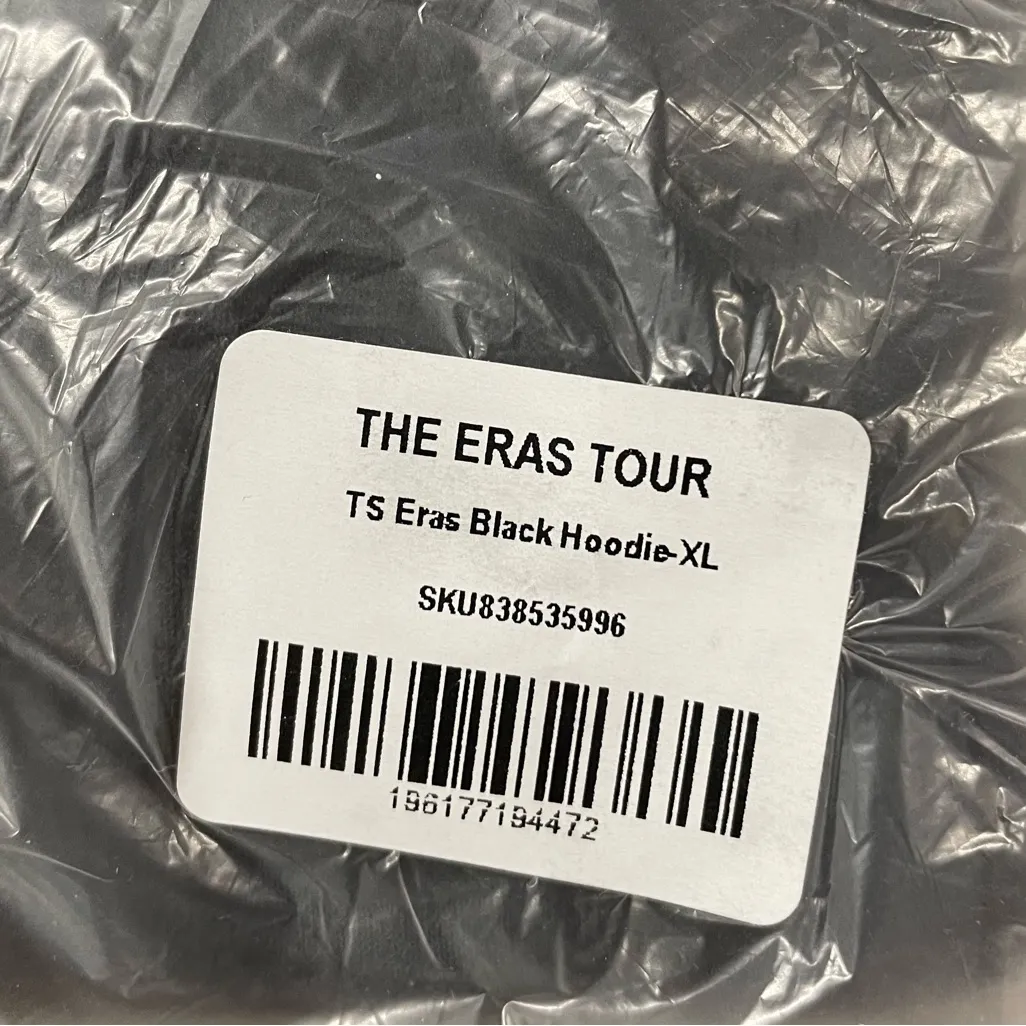 THE ERAS TOUR
TS Eras Black Hoodie-XL
SKU838535996
196177194472